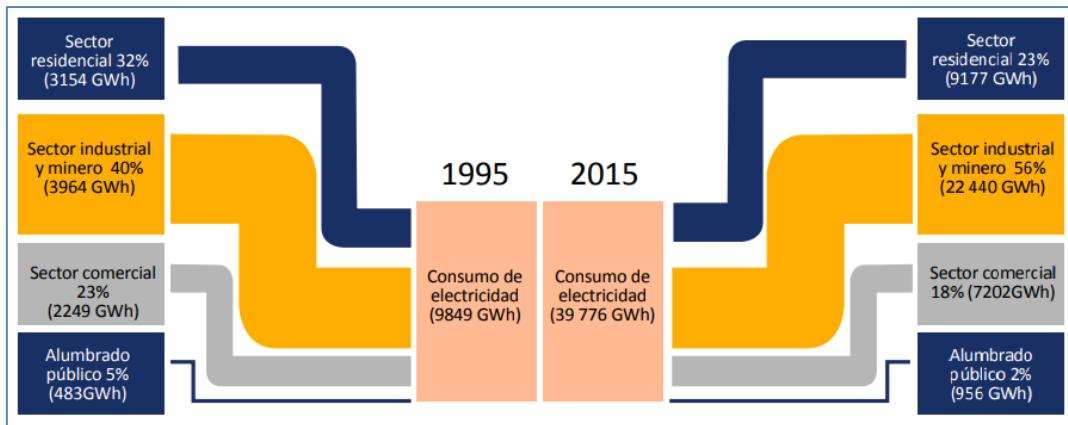 Sector
residencial 32%
(3154 GWh)
Sector industrial
y minero 40%
(3964 GWh)
Sector comercial
23%
(2249 GWh)
Alumbrado
público 5%
(483GWh)
1995
2015
Consumo de
electricidad
(9849 GWh)
Consumo de
electricidad
(39 776 GWh)
Sector
residencial 23%
(9177 GWh)
Sector industrial
y minero 56%
(22 440 GWh)
Sector comercial
18% (7202GWh)
Alumbrado
público 2%
(956 GWh)